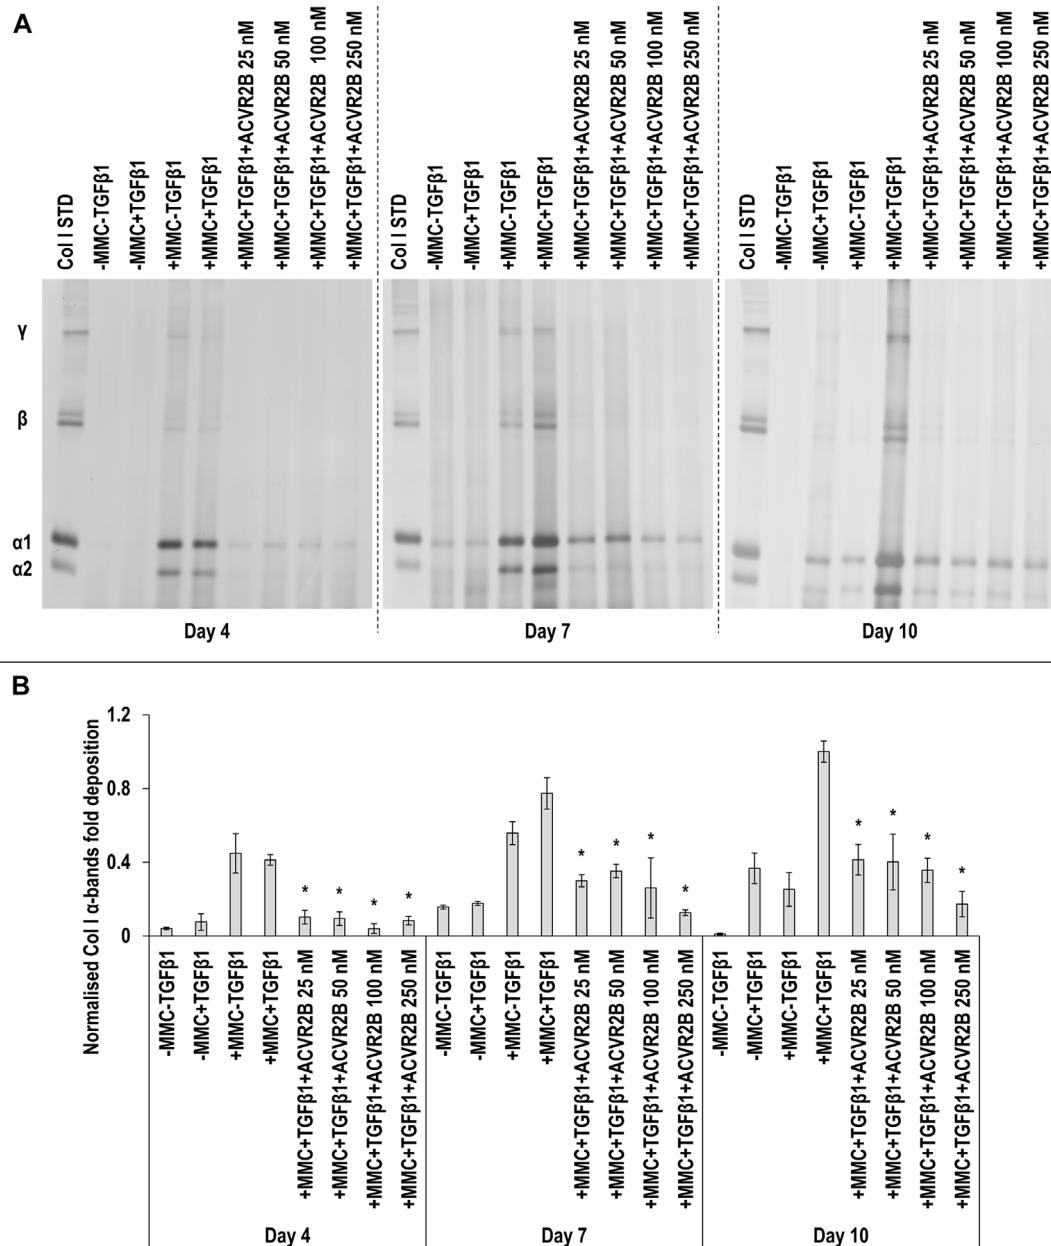 A
Col I STD
-MMC-TGFβ1
-MMC+TGFβ1
+MMC-TGFβ1
+MMC+TGFβ1
+MMC+TGFβ1+ACVR2B 25 nM
+MMC+TGFβ1+ACVR2B 50 nM
+MMC+TGFβ1+ACVR2B 100 nM
+MMC+TGFβ1+ACVR2B 250 nM
Col I STD
-MMC-TGFβ1
-MMC+TGFβ1
+MMC-TGFβ1
+MMC+TGFβ1
+MMC+TGFβ1+ACVR2B 25 nM
+MMC+TGFβ1+ACVR2B 50 nM
+MMC+TGFβ1+ACVR2B 100 nM
+MMC+TGFβ1+ACVR2B 250 nM
Col I STD
-MMC-TGFβ1
-MMC+TGFβ1
+MMC-TGFβ1
+MMC+TGFβ1
+MMC+TGFβ1+ACVR2B 25 nM
+MMC+TGFβ1+ACVR2B 50 nM
+MMC+TGFβ1+ACVR2B 100 nM
+MMC+TGFβ1+ACVR2B 250 nM
γ
β
α1
α2
Day 4
Day 7
Day 10
B
Normalised Col I α-bands fold deposition
1.2
0.8
0.4
0
* * * *
* * * *
* * * *
-MMC-TGFβ1
-MMC+TGFβ1
+MMC-TGFβ1
+MMC+TGFβ1
+MMC+TGFβ1+ACVR2B 25 nM
+MMC+TGFβ1+ACVR2B 50 nM
+MMC+TGFβ1+ACVR2B 100 nM
+MMC+TGFβ1+ACVR2B 250 nM
-MMC-TGFβ1
-MMC+TGFβ1
+MMC-TGFβ1
+MMC+TGFβ1
+MMC+TGFβ1+ACVR2B 25 nM
+MMC+TGFβ1+ACVR2B 50 nM
+MMC+TGFβ1+ACVR2B 100 nM
+MMC+TGFβ1+ACVR2B 250 nM
-MMC-TGFβ1
-MMC+TGFβ1
+MMC-TGFβ1
+MMC+TGFβ1
+MMC+TGFβ1+ACVR2B 25 nM
+MMC+TGFβ1+ACVR2B 50 nM
+MMC+TGFβ1+ACVR2B 100 nM
+MMC+TGFβ1+ACVR2B 250 nM
Day 4
Day 7
Day 10